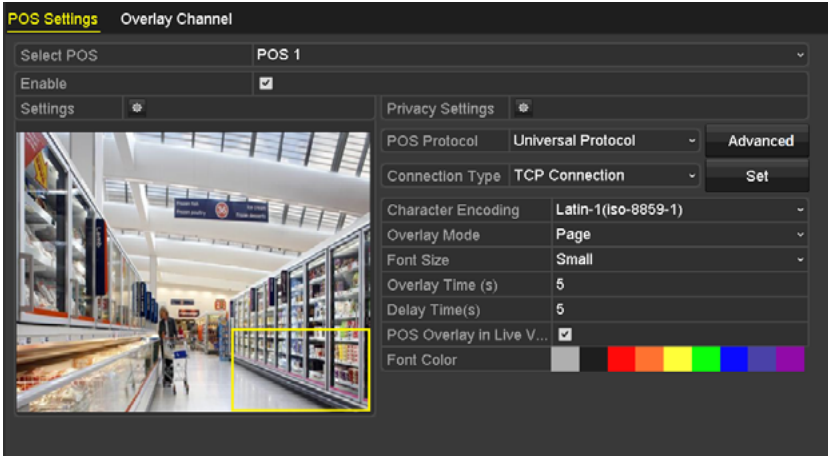 POS Settings Overlay Channel
Select POS POS 1
Enable
Settings Privacy Settings
POS Protocol Universal Protocol Advanced
Connection Type TCP Connection Set
Character Encoding Latin-1(iso-8859-1)
Overlay Mode Page
Font Size Small
Overlay Time (s) 5
Delay Time(s) 5
POS Overlay in Live V...
Font Color
36